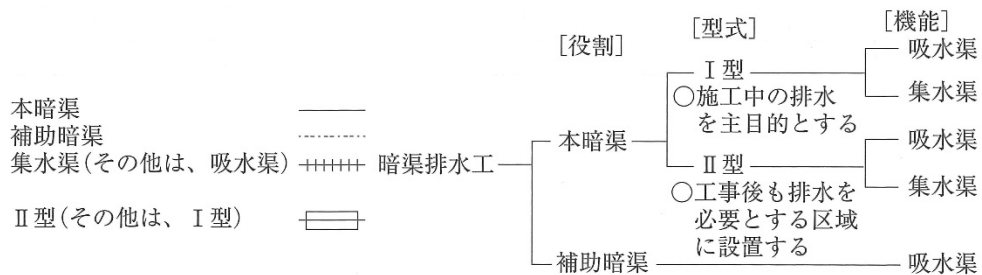 本暗渠
補助暗渠
集水渠(その他は、吸水渠)
Ⅱ型(その他は、Ⅰ型)
暗渠排水工
[役割]
本暗渠
補助暗渠
[型式]
Ⅰ型
○施工中の排水
を主目的とする
Ⅱ型
○工事後も排水を
必要とする区域
に設置する
[機能]
吸水渠
集水渠
吸水渠
集水渠
吸水渠